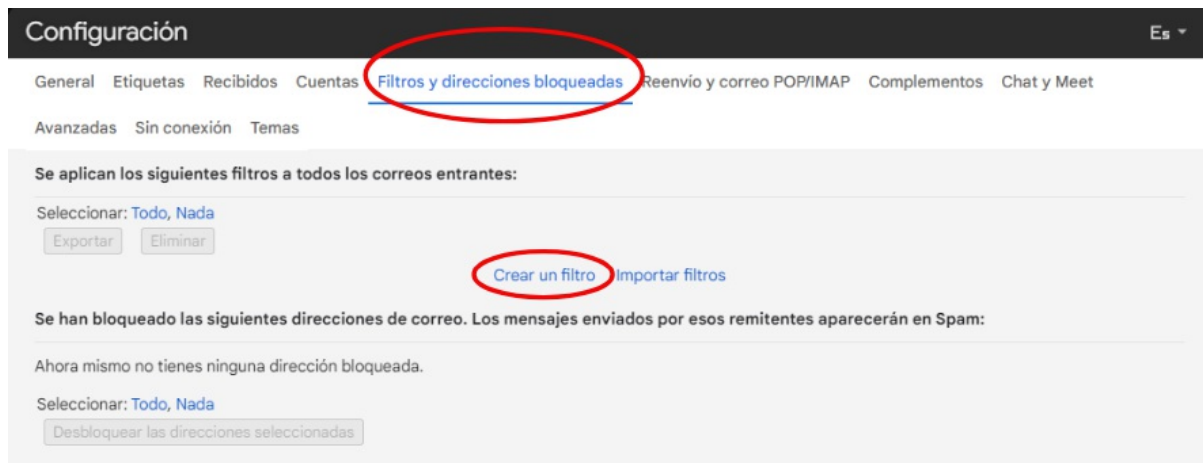 Configuración
Es
General Etiquetas Recibidos Cuentas Filtros y direcciones bloqueadas Reenvío y correo POP/IMAP Complementos Chat y Meet
Avanzadas Sin conexión Temas
Se aplican los siguientes filtros a todos los correos entrantes:
Seleccionar: Todo, Nada
Exportar Eliminar
Crear un filtro Importar filtros
Se han bloqueado las siguientes direcciones de correo. Los mensajes enviados por esos remitentes aparecerán en Spam:
Ahora mismo no tienes ninguna dirección bloqueada.
Seleccionar: Todo, Nada
Desbloquear las direcciones seleccionadas